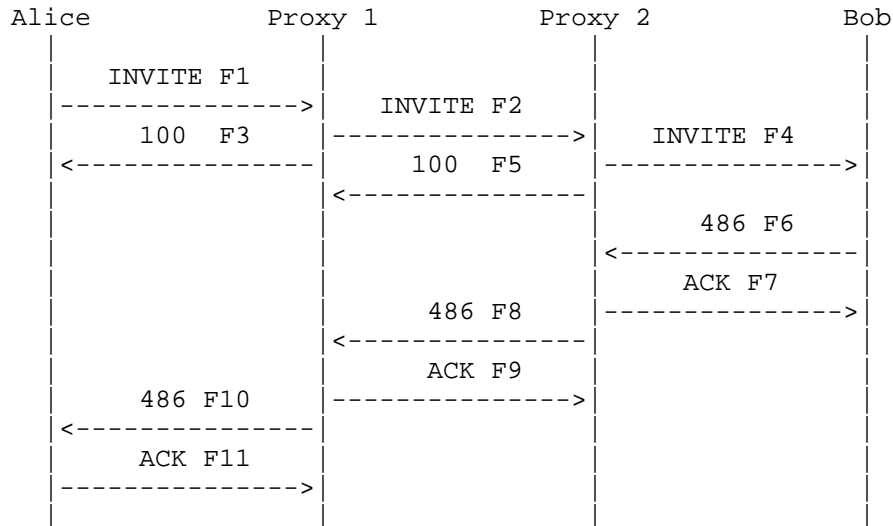 Alice Proxy 1 Proxy 2 Bob
INVITE F1
INVITE F2
100 F3 INVITE F4
100 F5
486 F6
ACK F7
486 F8
ACK F9
486 F10
ACK F11